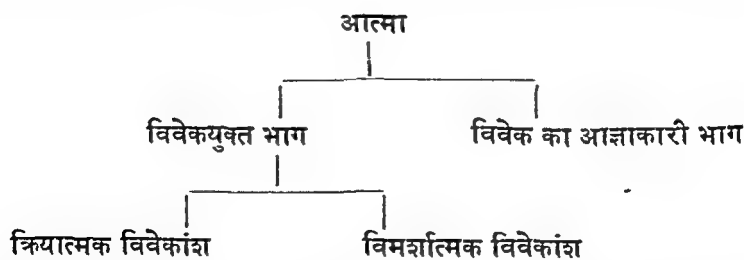 आत्मा
विवेकयुक्त भाग विवेक का आज्ञाकारी भाग
क्रियात्मक विवेकांश विमर्शात्मक विवेकांश